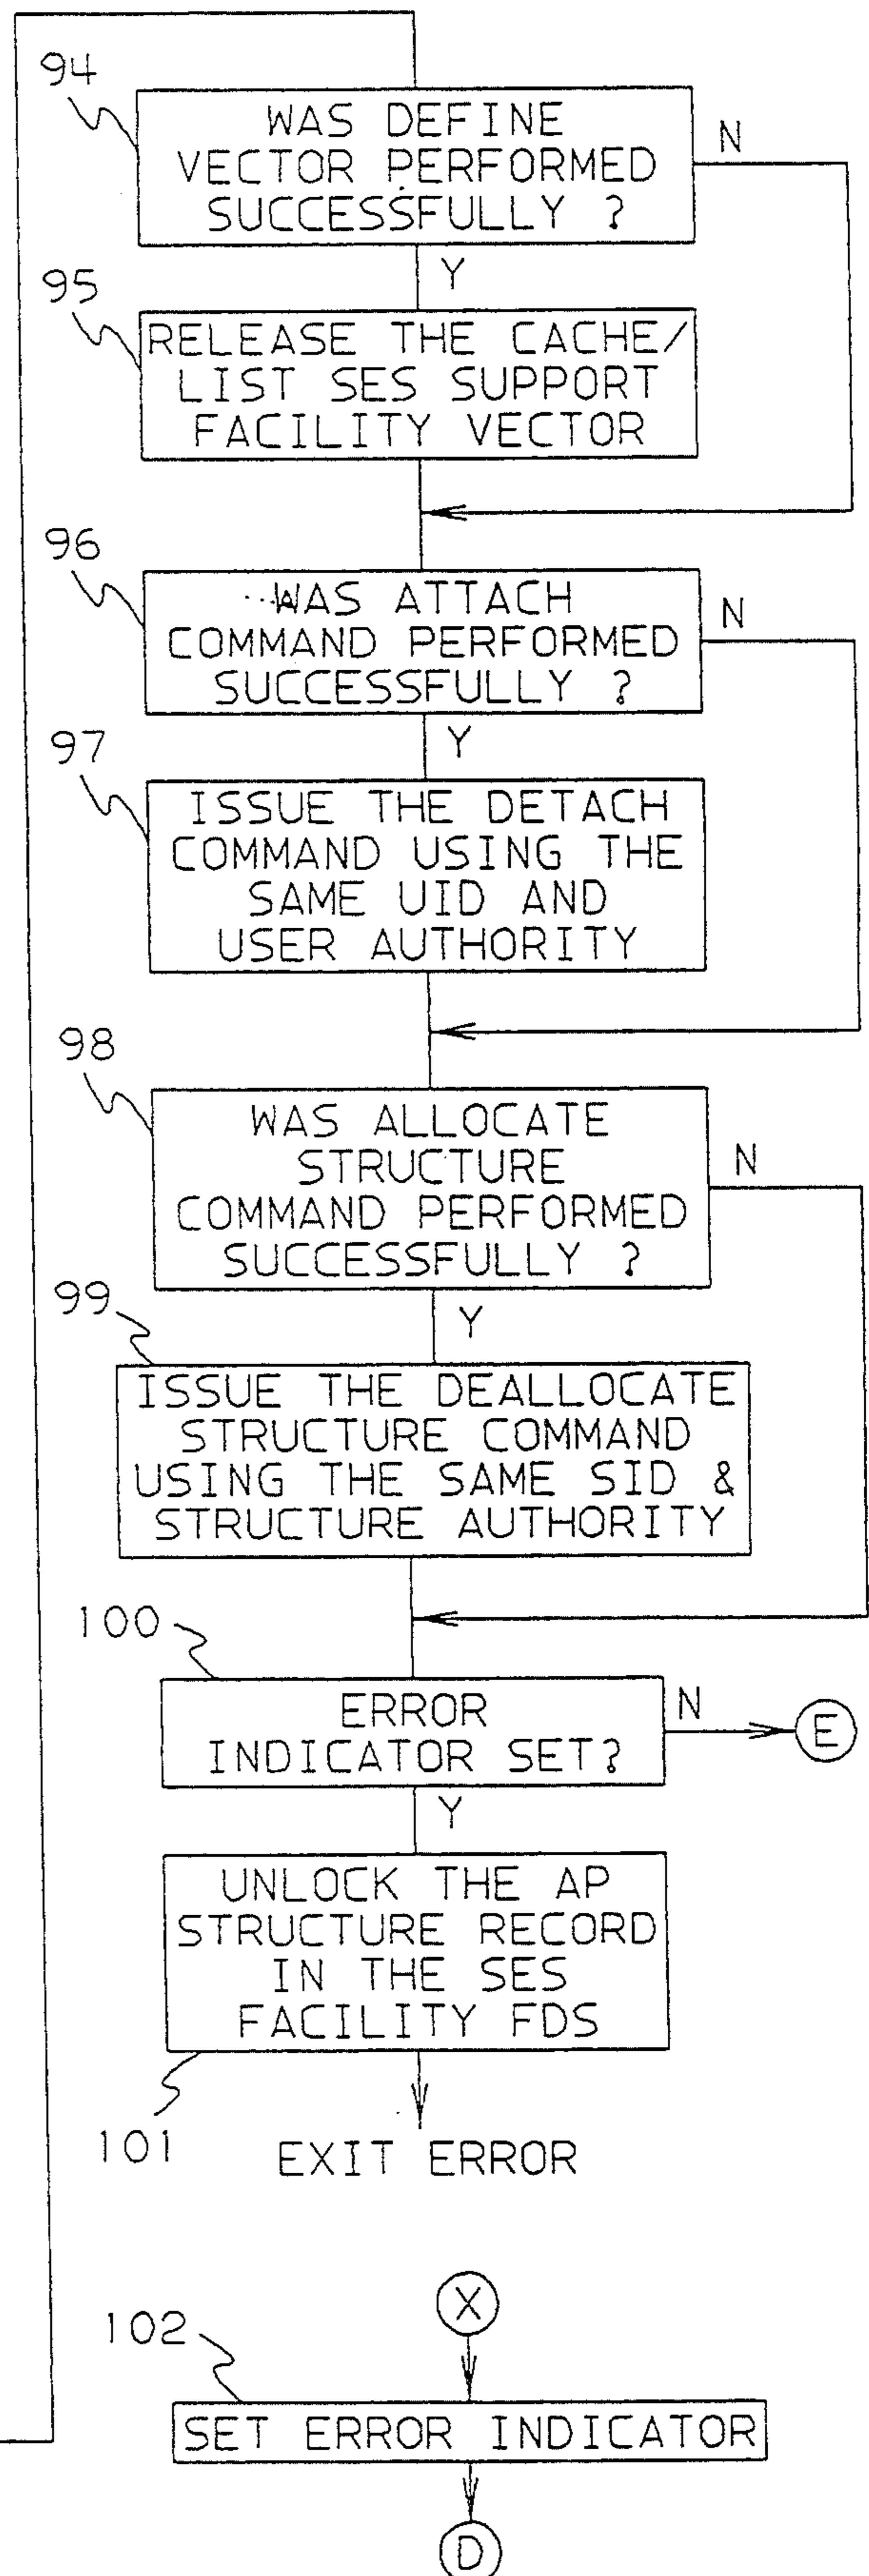 94
WAS DEFINE
VECTOR PERFORMED
SUCCESSFULLY ?
N
Y
95
RELEASE THE CACHE/
LIST SES SUPPORT
FACILITY VECTOR
96
WAS ATTACH
COMMAND PERFORMED
SUCCESSFULLY ?
N
Y
97
ISSUE THE DETACH
COMMAND USING THE
SAME UID AND
USER AUTHORITY
98
WAS ALLOCATE
STRUCTURE
COMMAND PERFORMED
SUCCESSFULLY ?
N
Y
99
ISSUE THE DEALLOCATE
STRUCTURE COMMAND
USING THE SAME SID &
STRUCTURE AUTHORITY
100
ERROR
INDICATOR SET?
N
E
Y
UNLOCK THE AP
STRUCTURE RECORD
IN THE SES
FACILITY FDS
101
EXIT ERROR
X
102
SET ERROR INDICATOR
D